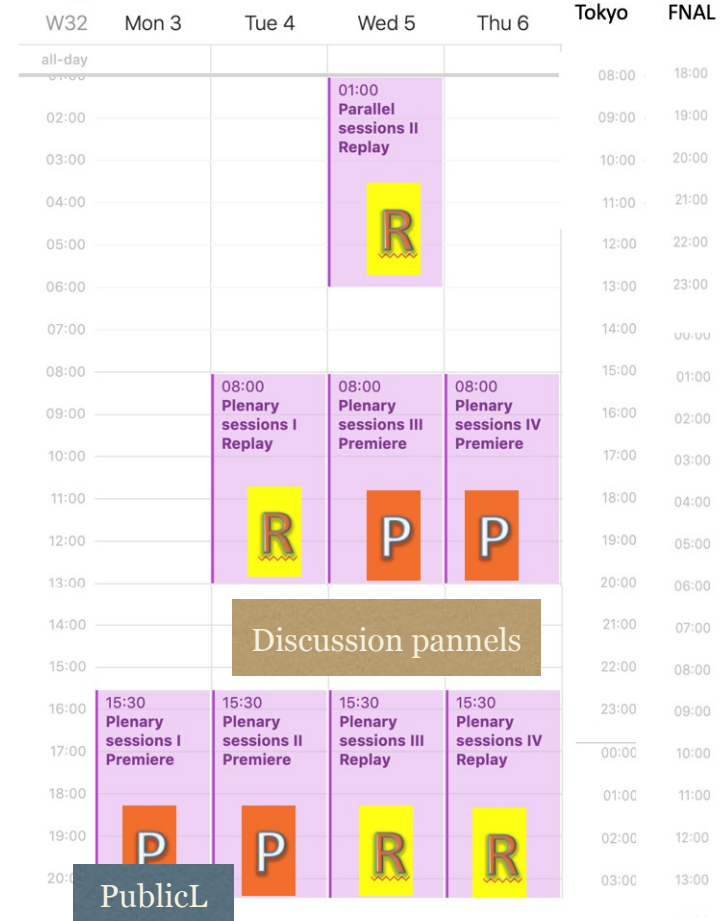 W32 Mon 3 Tue 4 Wed 5 Thu 6 Tokyo FNAL
all-day
08:00 18:00
01:00
Parallel
sessions II
Replay
02:00 09:00 19:00
03:00 10:00 20:00
04:00 11:00 21:00
R
05:00 12:00 22:00
06:00 13:00 23:00
07:00 14:00 00:00
08:00 15:00 01:00
08:00
Plenary
sessions I
Replay
08:00
Plenary
sessions III
Premiere
08:00
Plenary
sessions IV
Premiere
09:00 16:00 02:00
10:00 17:00 03:00
11:00 18:00 04:00
R P P
12:00 19:00 05:00
13:00 20:00 06:00
14:00 21:00 07:00
Discussion pannels
15:00 22:00 08:00
15:30
Plenary
sessions I
Premiere
15:30
Plenary
sessions II
Premiere
15:30
Plenary
sessions III
Replay
15:30
Plenary
sessions IV
Replay
16:00 23:00 09:00
17:00 00:00 10:00
18:00 01:00 11:00
19:00 02:00 12:00
P P R R
20:0 03:00 13:00
PublicL